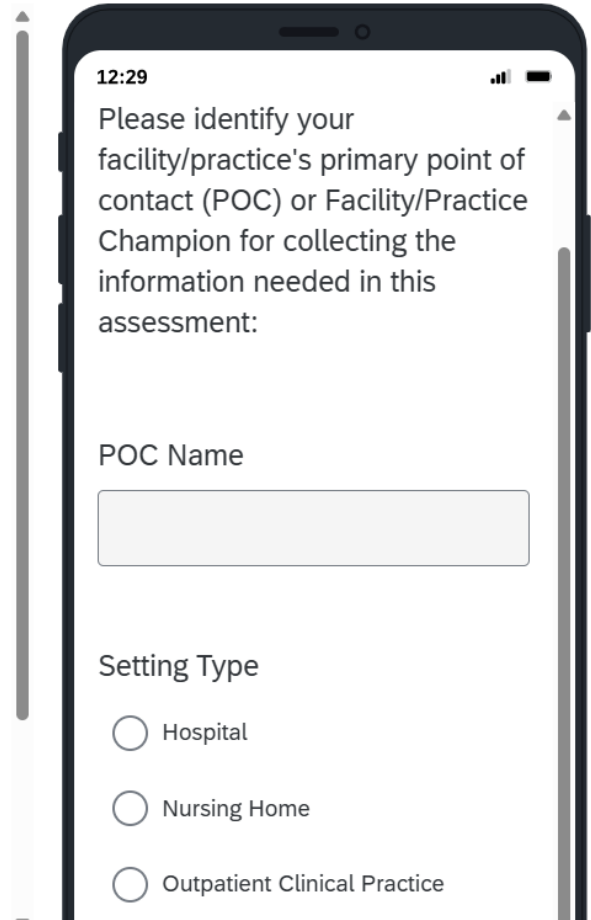 12:29
Please identify your
facility/practice's primary point of
contact (POC) or Facility/Practice
Champion for collecting the
information needed in this
assessment:
POC Name
Setting Type
Hospital
Nursing Home
Outpatient Clinical Practice